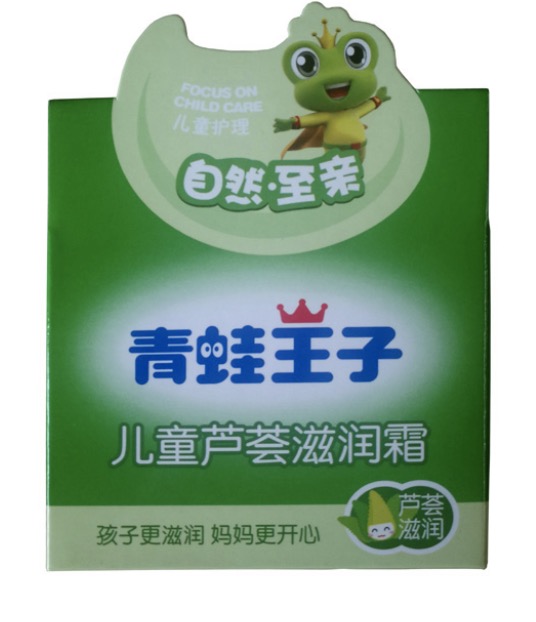 FOCUS ON
CHILD CARE
儿童护理
自然·至亲
青蛙王子
儿童芦荟滋润霜
芦荟
滋润
孩子更滋润 妈妈更开心